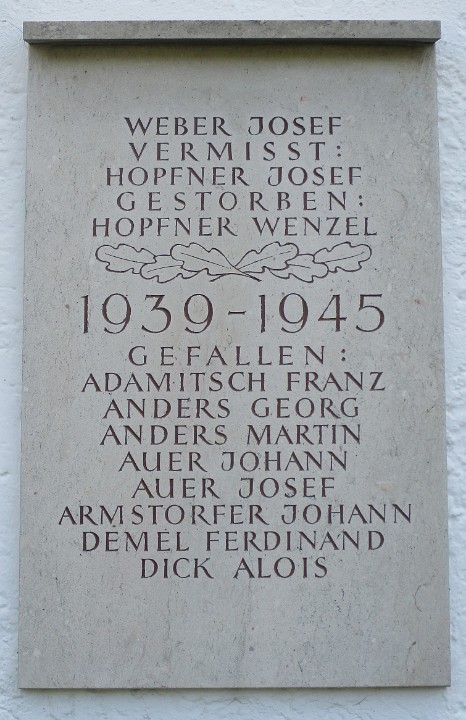 WEBER JOSEF
VERMISST:
HOPFNER JOSEF
GESTORBEN:
HOPFNER WENZEL
1939-1945
GEFALLEN:
ADAMITSCH FRANZ
ANDERS GEORG
ANDERS MARTIN
AUER JOHANN
AUER JOSEF
ARMSTORFER JOHANN
DEMEL FERDINAND
DICK ALOIS